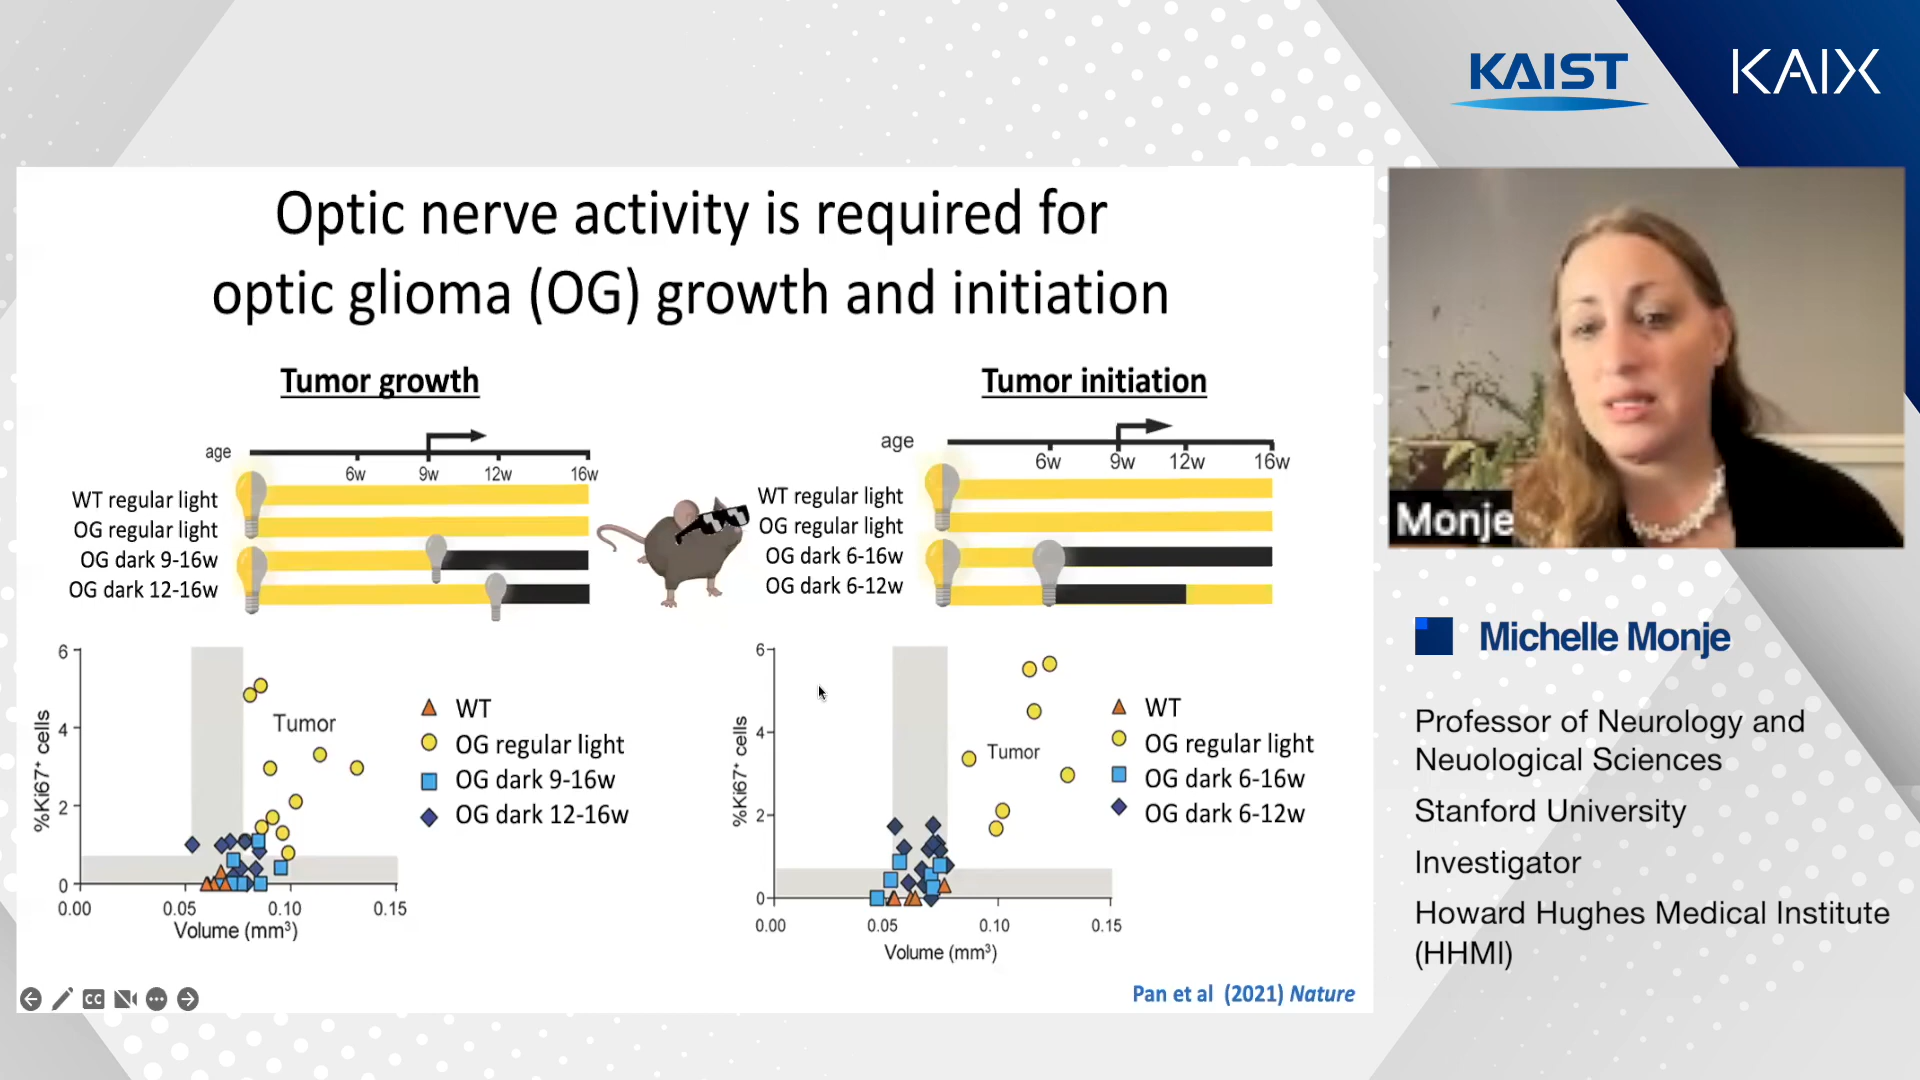 KAIST
KAIX
Optic nerve activity is required for
optic glioma (OG) growth and initiation
Tumor growth
age
6w 9w 12w 16w
WT regular light
OG regular light
OG dark 9-16w
OG dark 12-16w
%Ki67+ cells
6
4
2
0
Tumor
0.00 0.05 0.10 0.15
Volume (mm³)
WT
OG regular light
OG dark 9-16w
OG dark 12-16w
Tumor initiation
age
6w 9w 12w 16w
WT regular light
OG regular light
OG dark 6-16w
OG dark 6-12w
%Ki67+ cells
6
4
2
0
Tumor
0.00 0.05 0.10 0.15
Volume (mm³)
WT
OG regular light
OG dark 6-16w
OG dark 6-12w
Pan et al (2021) Nature
CC
Monje
Michelle Monje
Professor of Neurology and
Neuological Sciences
Stanford University
Investigator
Howard Hughes Medical Institute
(HHMI)